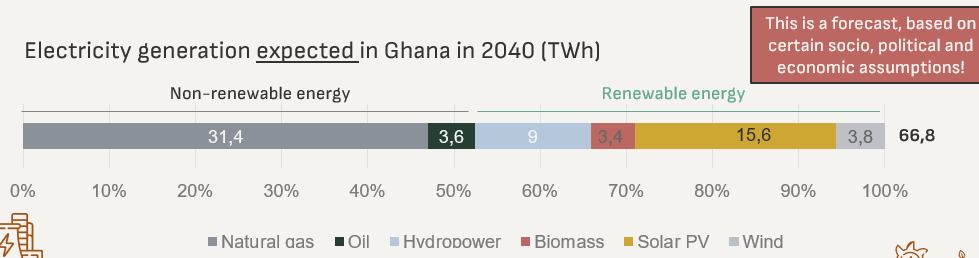 This is a forecast, based on
certain socio, political and
economic assumptions!
Electricity generation expected in Ghana in 2040 (TWh)
Non-renewable energy
Renewable energy
31,4
3,6
9
3,4
15,6
3,8
66,8
0%
10%
20%
30%
40%
50%
60%
70%
80%
90%
100%
Natural gas
Oil
Hydropower
Biomass
Solar PV
Wind